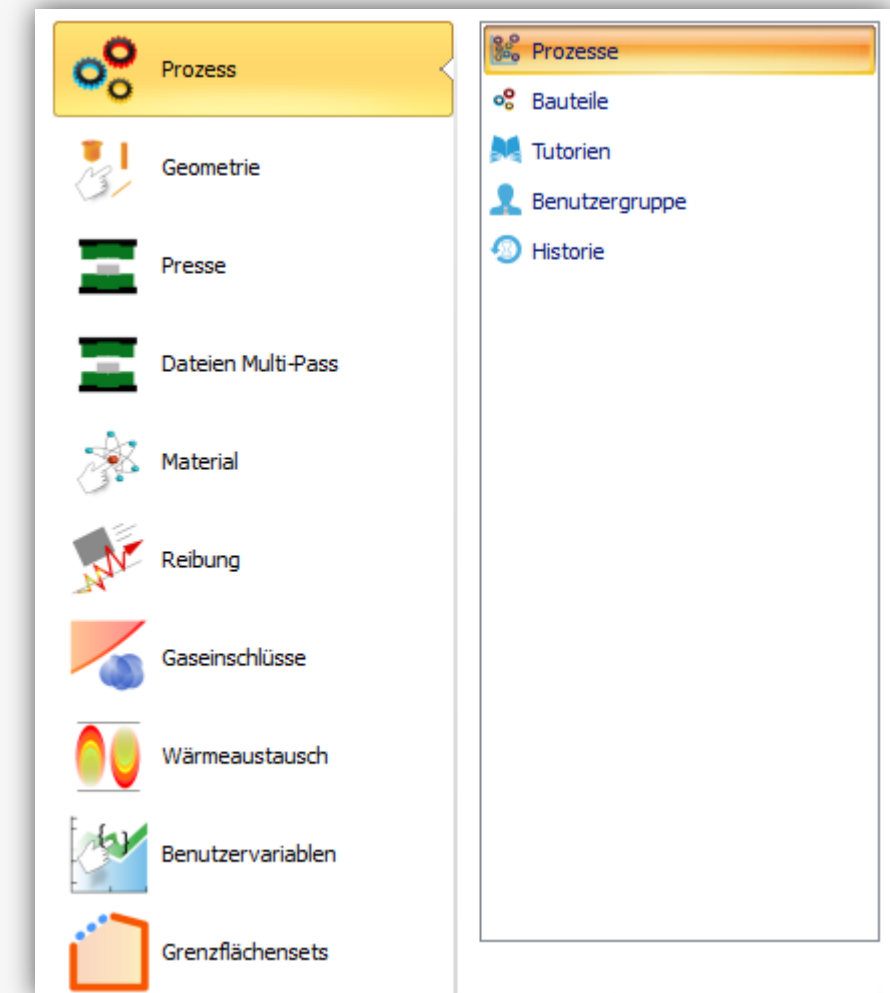 Prozess
Geometrie
Presse
Dateien Multi-Pass
Material
Reibung
Gaseinschlüsse
Wärmeaustausch
Benutzervariablen
Grenzflächensets
Prozesse
Bauteile
Tutorien
Benutzergruppe
Historie